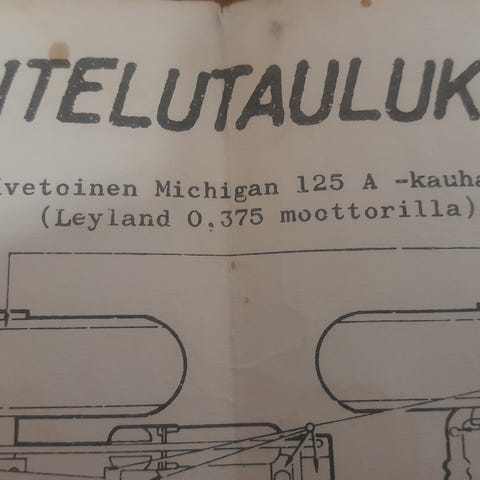 ITELUTAULUK
vetoinen Michigan 125 A -kauha
(Leyland 0,375 moottorilla)